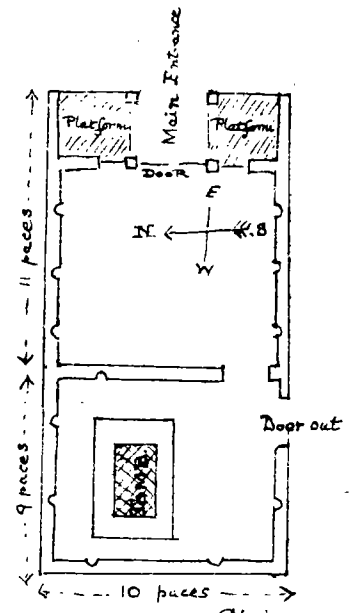 Main Entrance
Platform
Platform
DOOR
E
N
S
W
11 paces
Door out
9 paces
10 paces